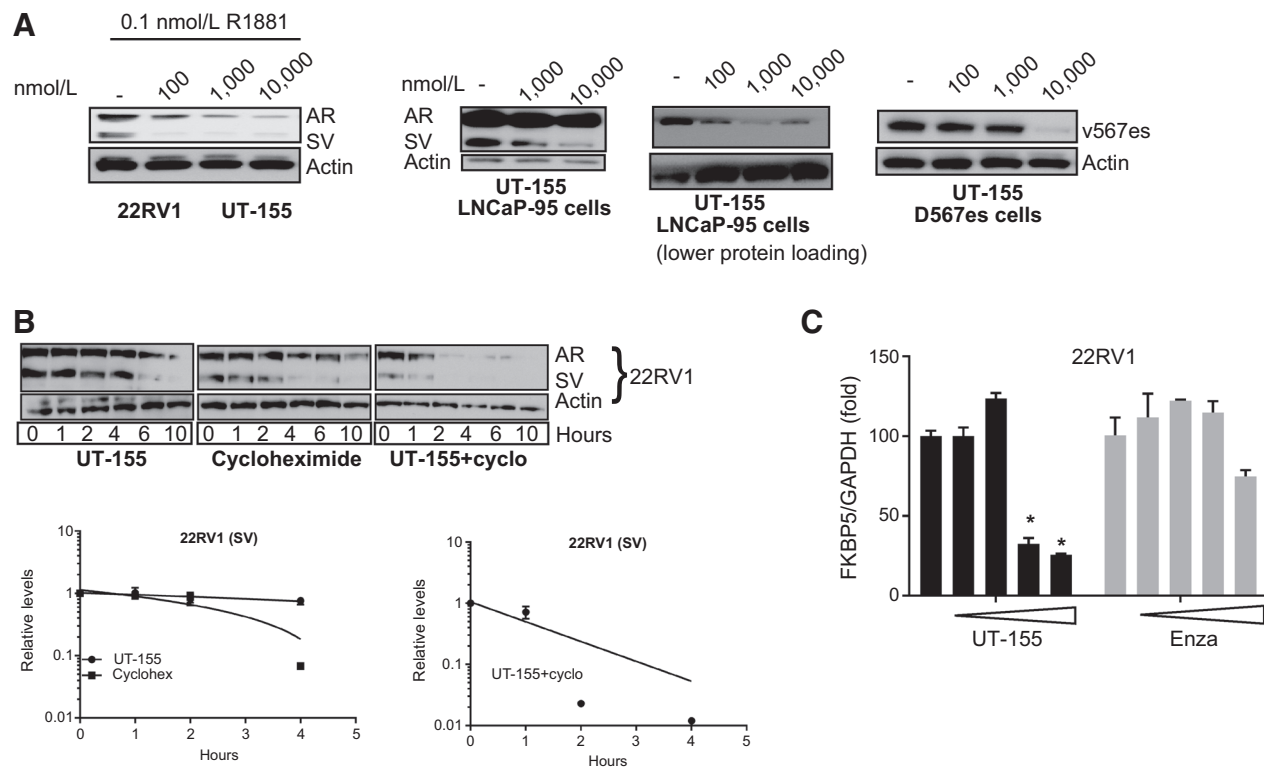 A
0.1 nmol/L R1881
nmol/L - 100 1,000 10,000
AR
SV
Actin
22RV1 UT-155
nmol/L - 1,000 10,000
AR
SV
Actin
UT-155
LNCaP-95 cells
- 100 1,000 10,000
UT-155
LNCaP-95 cells
(lower protein loading)
- 100 1,000 10,000
v567es
Actin
UT-155
D567es cells
B
AR
SV
Actin
} 22RV1
0 1 2 4 6 10 0 1 2 4 6 10 0 1 2 4 6 10 Hours
UT-155 Cycloheximide UT-155+cyclo
22RV1 (SV)
Relative levels
10
1
0.1
0.01
UT-155
Cyclohex
0 1 2 3 4 5
Hours
22RV1 (SV)
Relative levels
10
1
0.1
0.01
UT-155+cyclo
0 1 2 3 4 5
Hours
C
22RV1
FKBP5/GAPDH (fold)
150
100
50
0
* *
UT-155 Enza